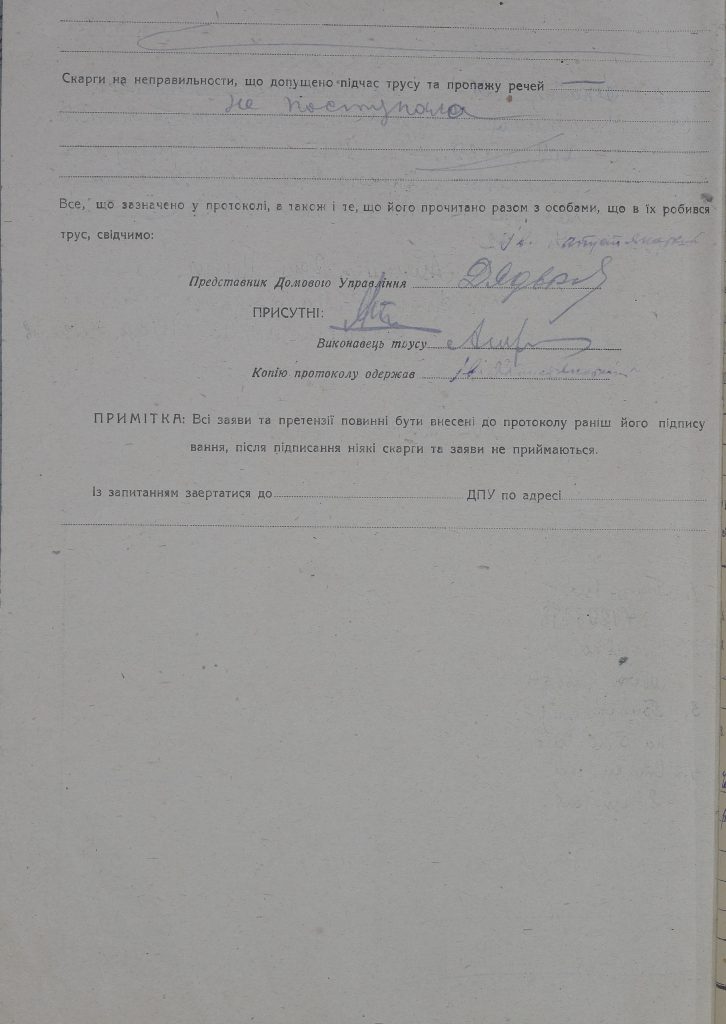 Скарги на неправильности, що допущено підчас трусу та пропажу речей
не поступало
Все, що зазначено у протоколі, а також і те, що його прочитано разом з особами, що в їх робився
трус, свідчимо:
Представник Домовою Управління
ПРИСУТНІ:
Виконавець трусу
Копію протоколу одержав
ПРИМІТКА: Всі заяви та претензії повинні бути внесені до протоколу раніш його підпису
вання, після підписання ніякі скарги та заяви не приймаються.
Із запитанням звертатися до ДПУ по адресі